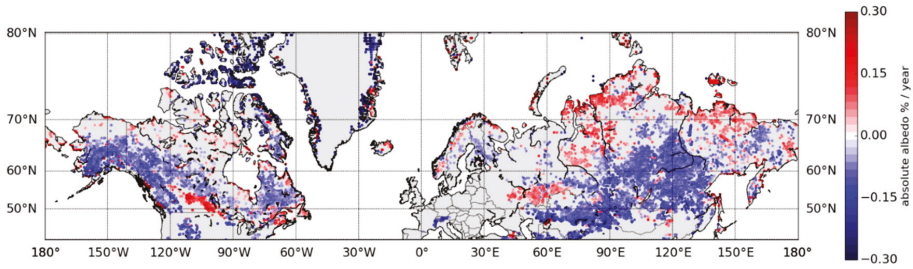 0.30
80°N 80°N
0.15
70°N 70°N
0.00
60°N 60°N
−0.15
50°N 50°N
−0.30
180° 150°W 120°W 90°W 60°W 30°W 0° 30°E 60°E 90°E 120°E 150°E 180°
absolute albedo % / year